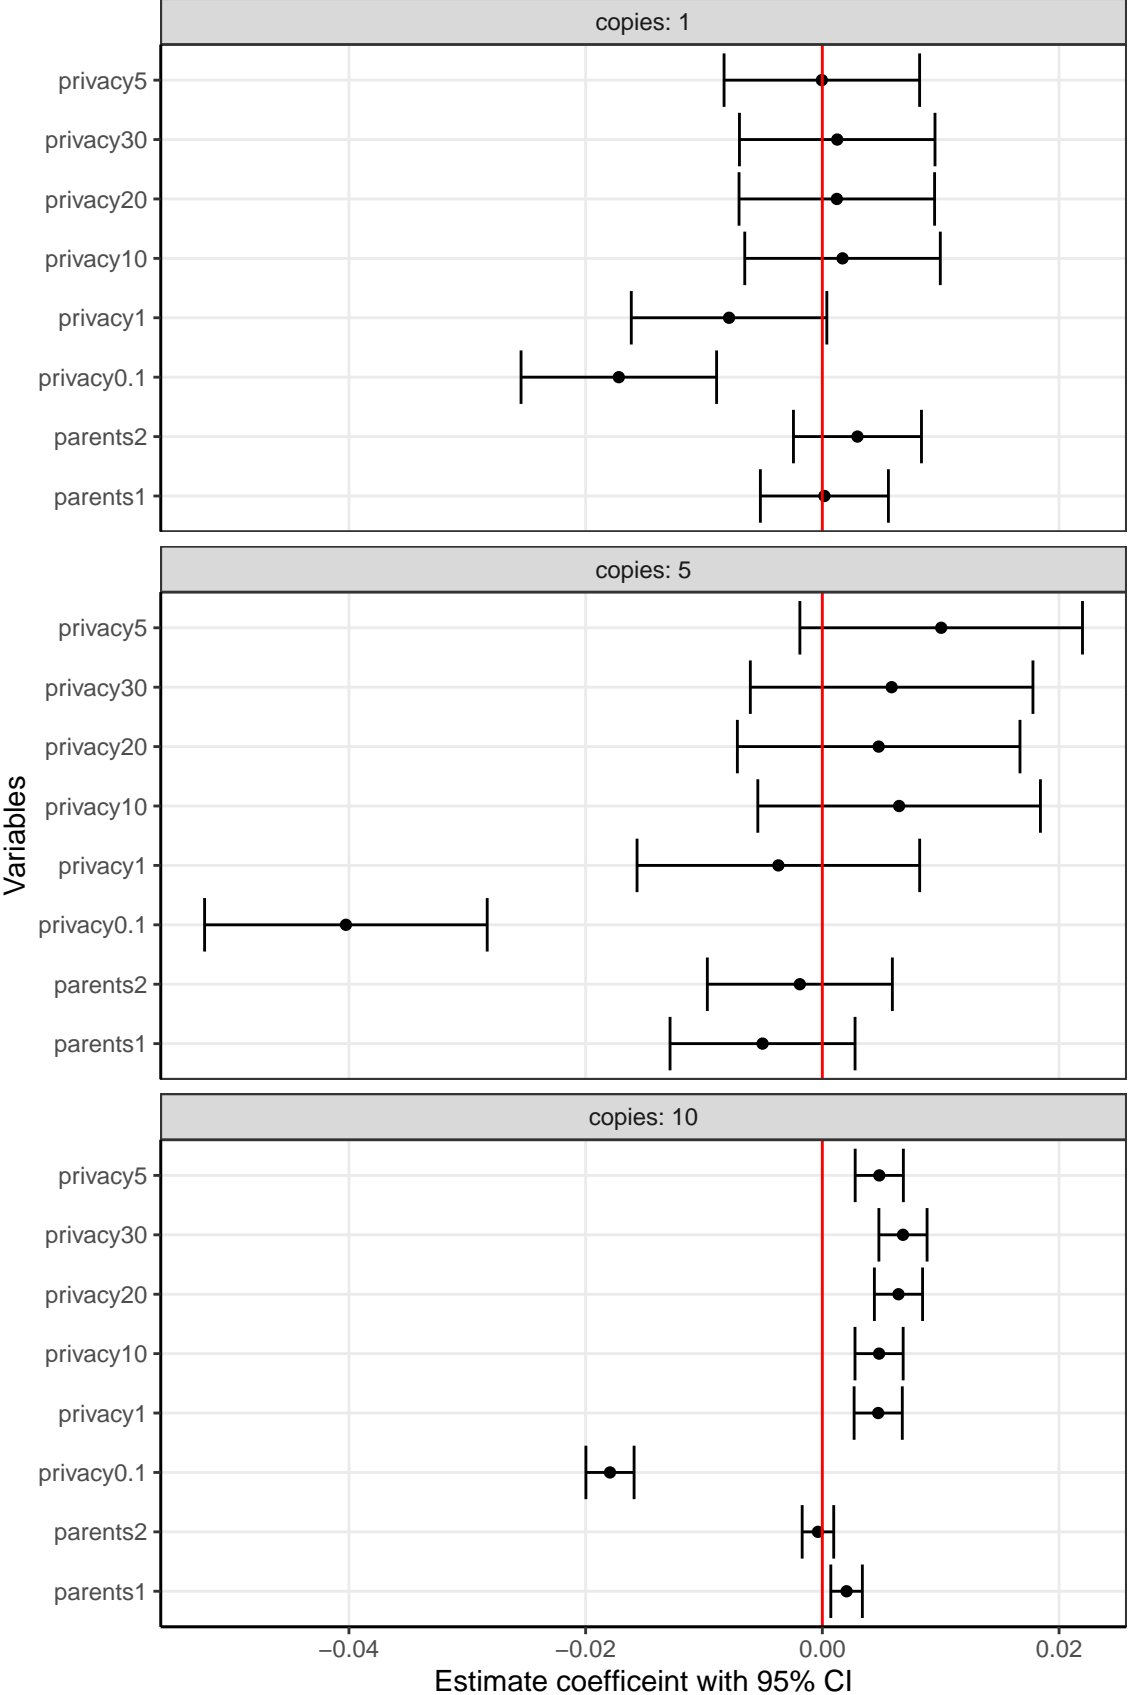 copies: 1
privacy5
privacy30
privacy20
privacy10
privacy1
privacy0.1
parents2
parents1
copies: 5
privacy5
privacy30
privacy20
privacy10
privacy1
privacy0.1
parents2
parents1
Variables
copies: 10
privacy5
privacy30
privacy20
privacy10
privacy1
privacy0.1
parents2
parents1
−0.04 −0.02 0.00 0.02
Estimate coefficeint with 95% CI